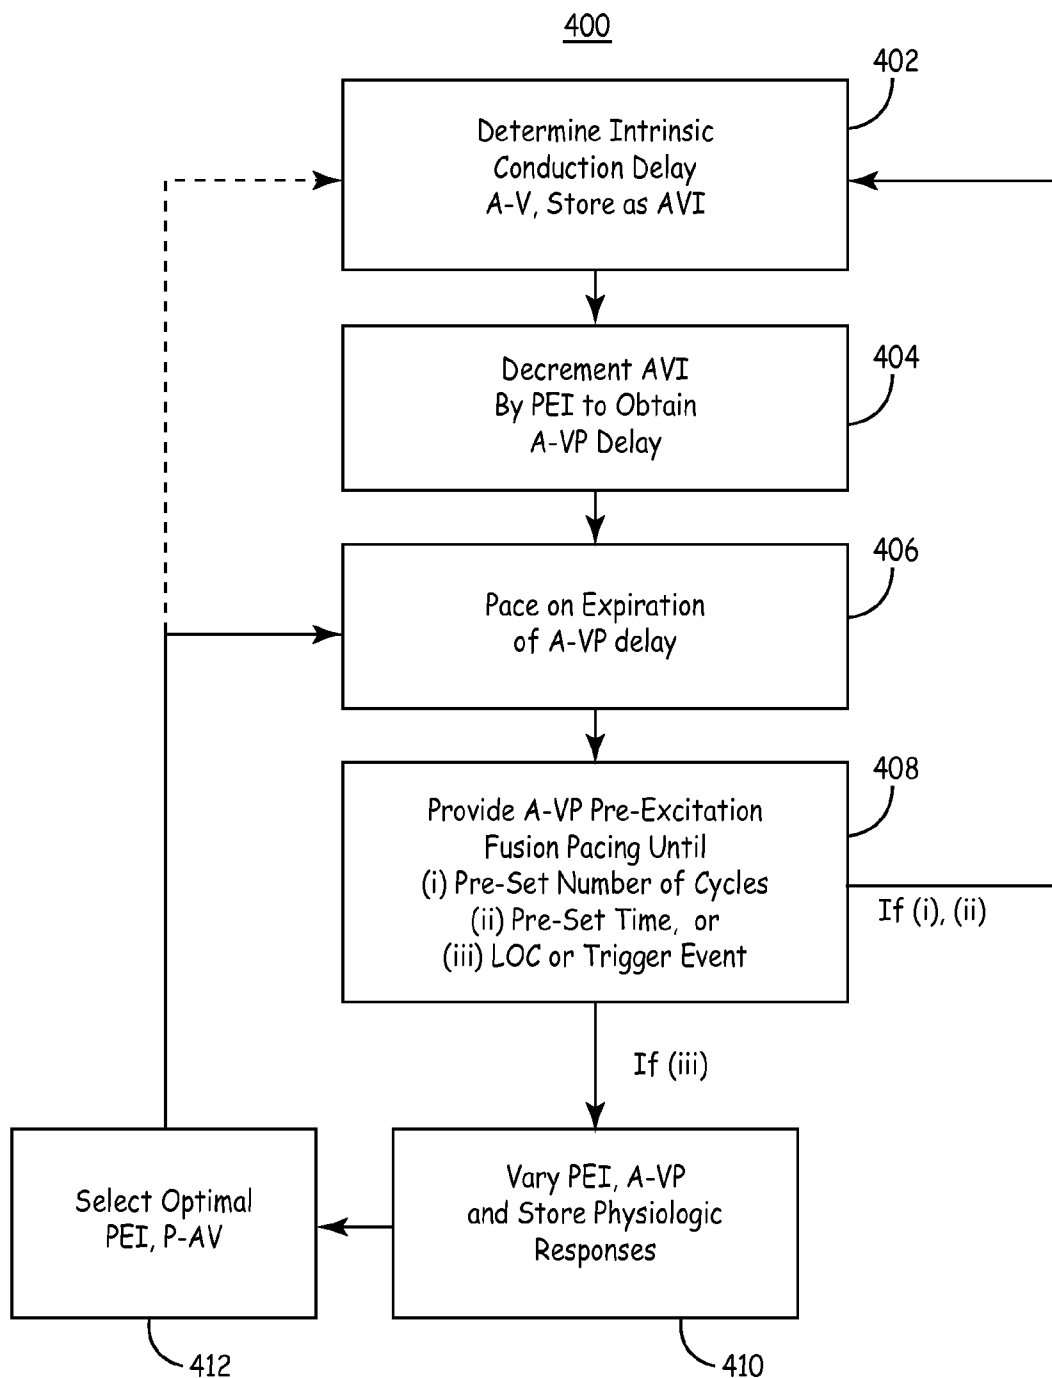 400
402
Determine Intrinsic
Conduction Delay
A-V, Store as AVI
404
Decrement AVI
By PEI to Obtain
A-VP Delay
406
Pace on Expiration
of A-VP delay
408
Provide A-VP Pre-Excitation
Fusion Pacing Until
(i) Pre-Set Number of Cycles
(ii) Pre-Set Time, or
(iii) LOC or Trigger Event
If (i), (ii)
If (iii)
Vary PEI, A-VP
and Store Physiologic
Responses
Select Optimal
PEI, P-AV
412
410